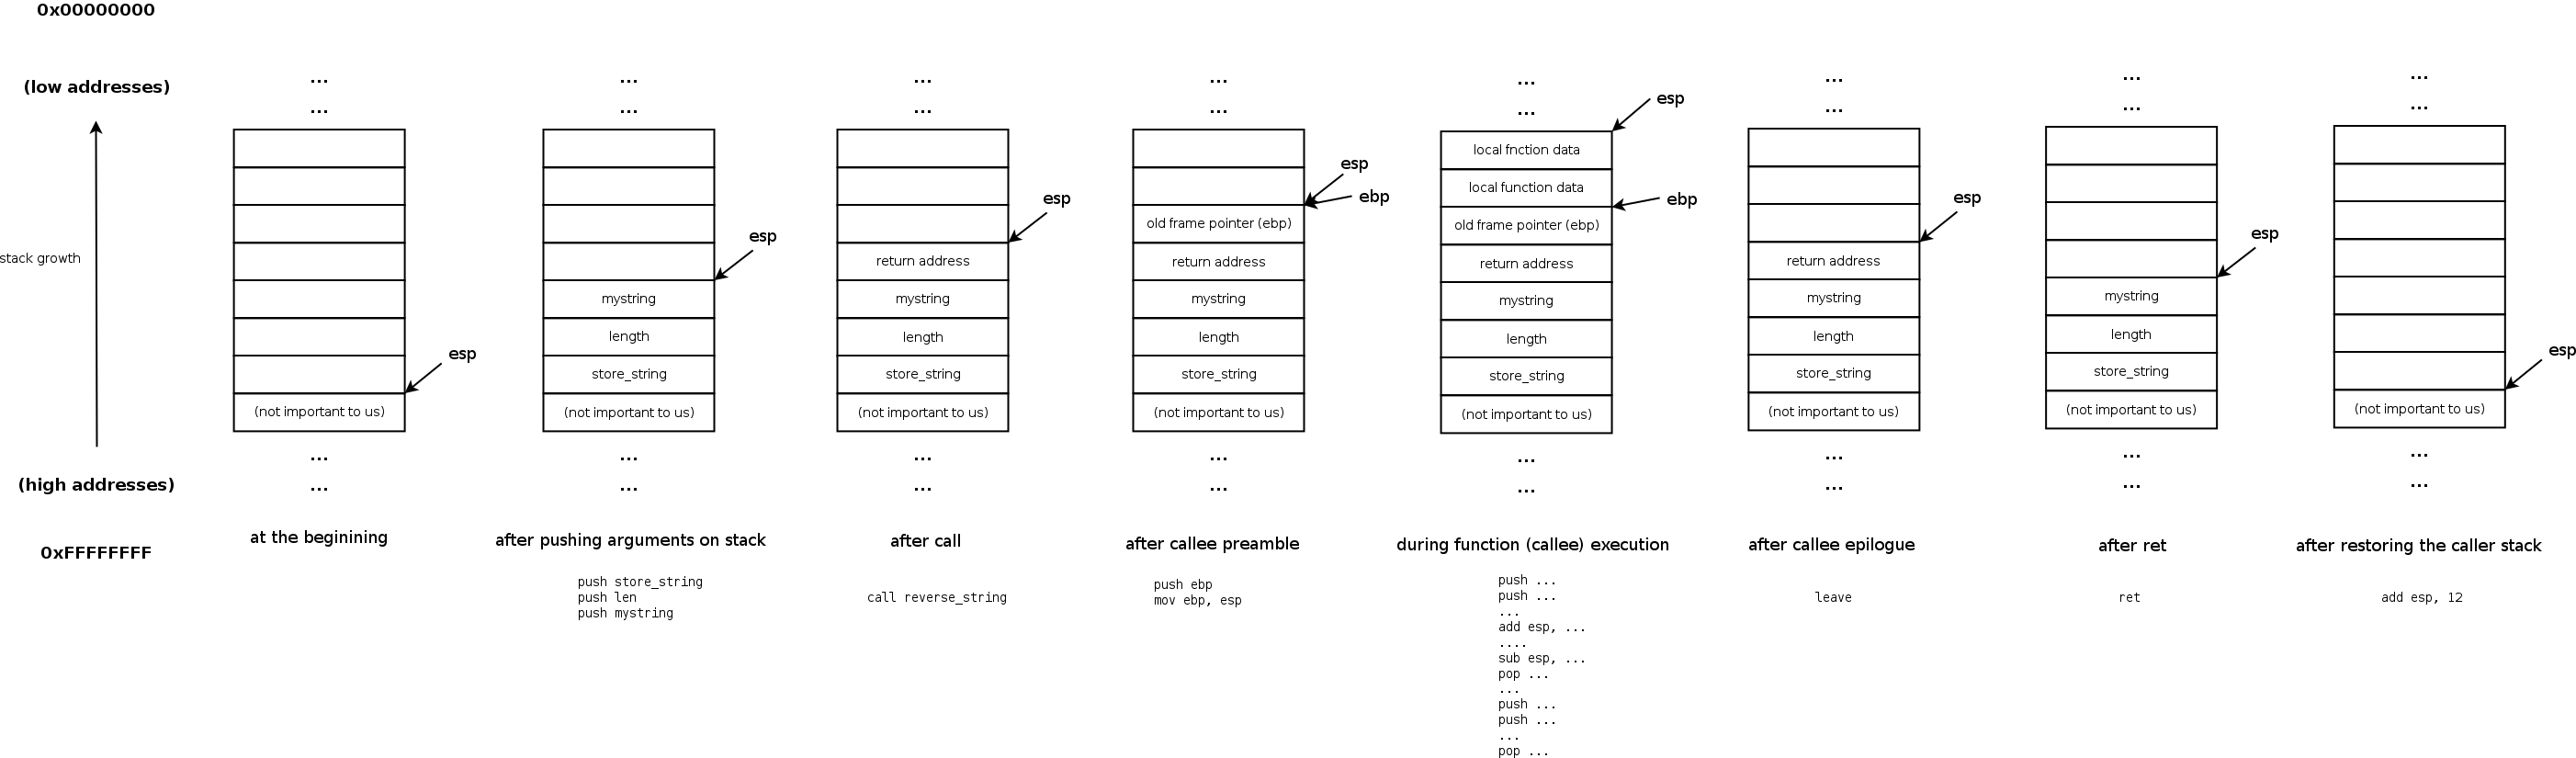 0x00000000
(low addresses)
stack growth
(high addresses)
0xFFFFFFFF
...
...
esp
(not important to us)
...
...
at the beginining
...
...
esp
mystring
length
store_string
(not important to us)
...
...
after pushing arguments on stack
push store_string
push len
push mystring
...
...
esp
return address
mystring
length
store_string
(not important to us)
...
...
after call
call reverse_string
...
...
esp
ebp
old frame pointer (ebp)
return address
mystring
length
store_string
(not important to us)
...
...
after callee preamble
push ebp
mov ebp, esp
...
...
esp
local fnction data
local function data
ebp
old frame pointer (ebp)
return address
mystring
length
store_string
(not important to us)
...
...
during function (callee) execution
push ...
push ...
...
add esp, ...
....
sub esp, ...
pop ...
...
push ...
push ...
...
pop ...
...
...
esp
return address
mystring
length
store_string
(not important to us)
...
...
after callee epilogue
leave
...
...
esp
mystring
length
store_string
(not important to us)
...
...
after ret
ret
...
...
esp
(not important to us)
...
...
after restoring the caller stack
add esp, 12